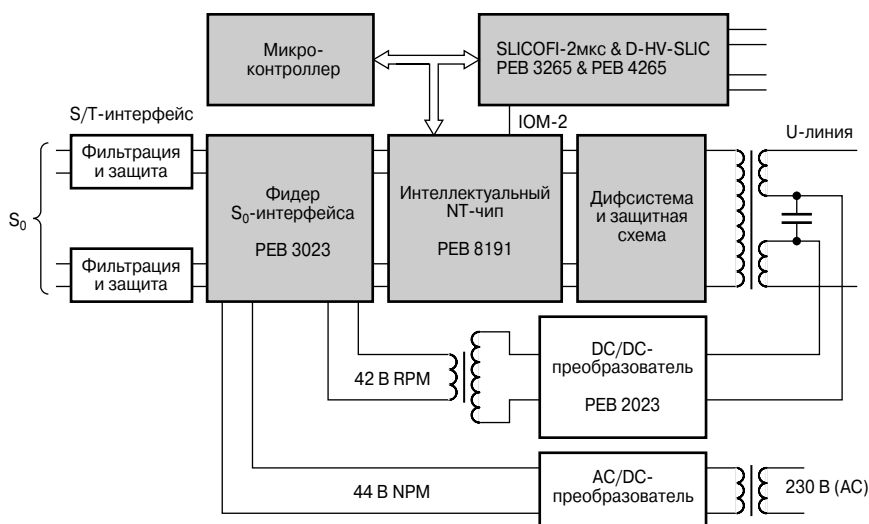 Микро-
контроллер
SLICOFI-2мкс & D-HV-SLIC
PEB 3265 & PEB 4265
S/T-интерфейс
IOM-2
U-линия
Фильтрация
и защита
S₀
Фильтрация
и защита
Фидер
S₀-интерфейса
PEB 3023
Интеллектуальный
NT-чип
PEB 8191
Дифсистема
и защитная
схема
42 В RPM
DC/DC-
преобразователь
PEB 2023
44 В NPM
AC/DC-
преобразователь
230 В (AC)